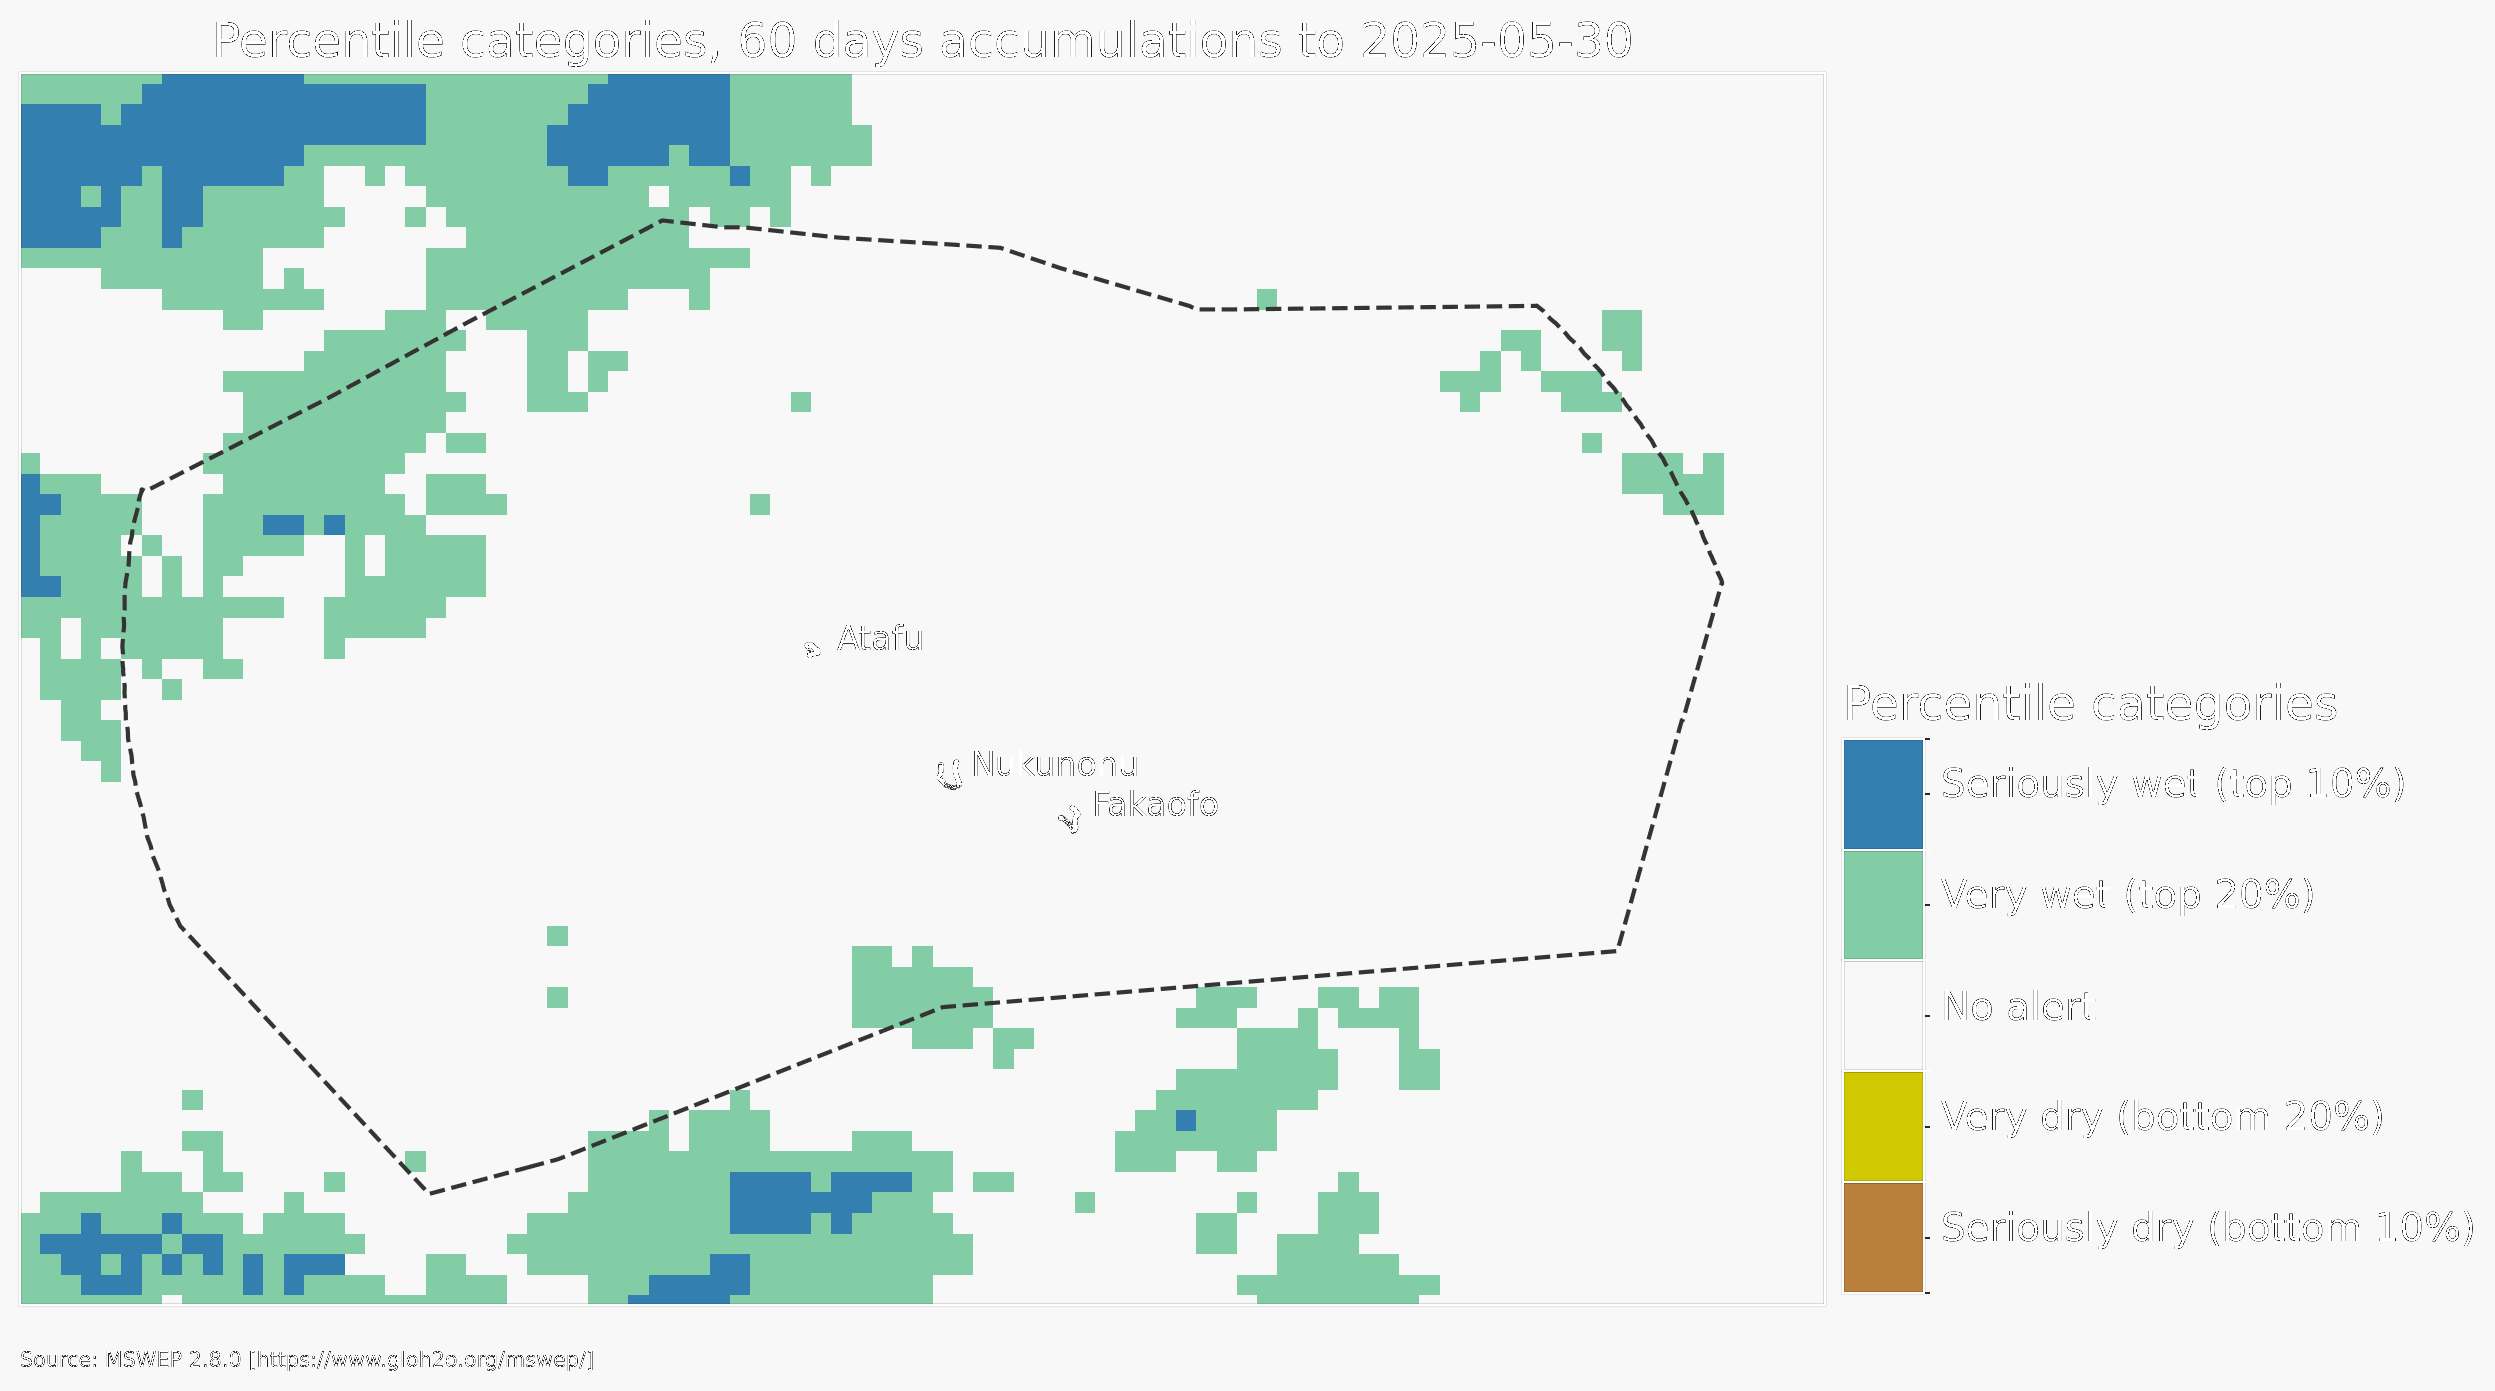 Percentile categories, 60 days accumulations to 2025-05-30
Atafu
Nukunonu
Fakaofo
Percentile categories
Seriously wet (top 10%)
Very wet (top 20%)
No alert
Very dry (bottom 20%)
Seriously dry (bottom 10%)
Source: MSWEP 2.8.0 [https://www.gloh2o.org/mswep/]